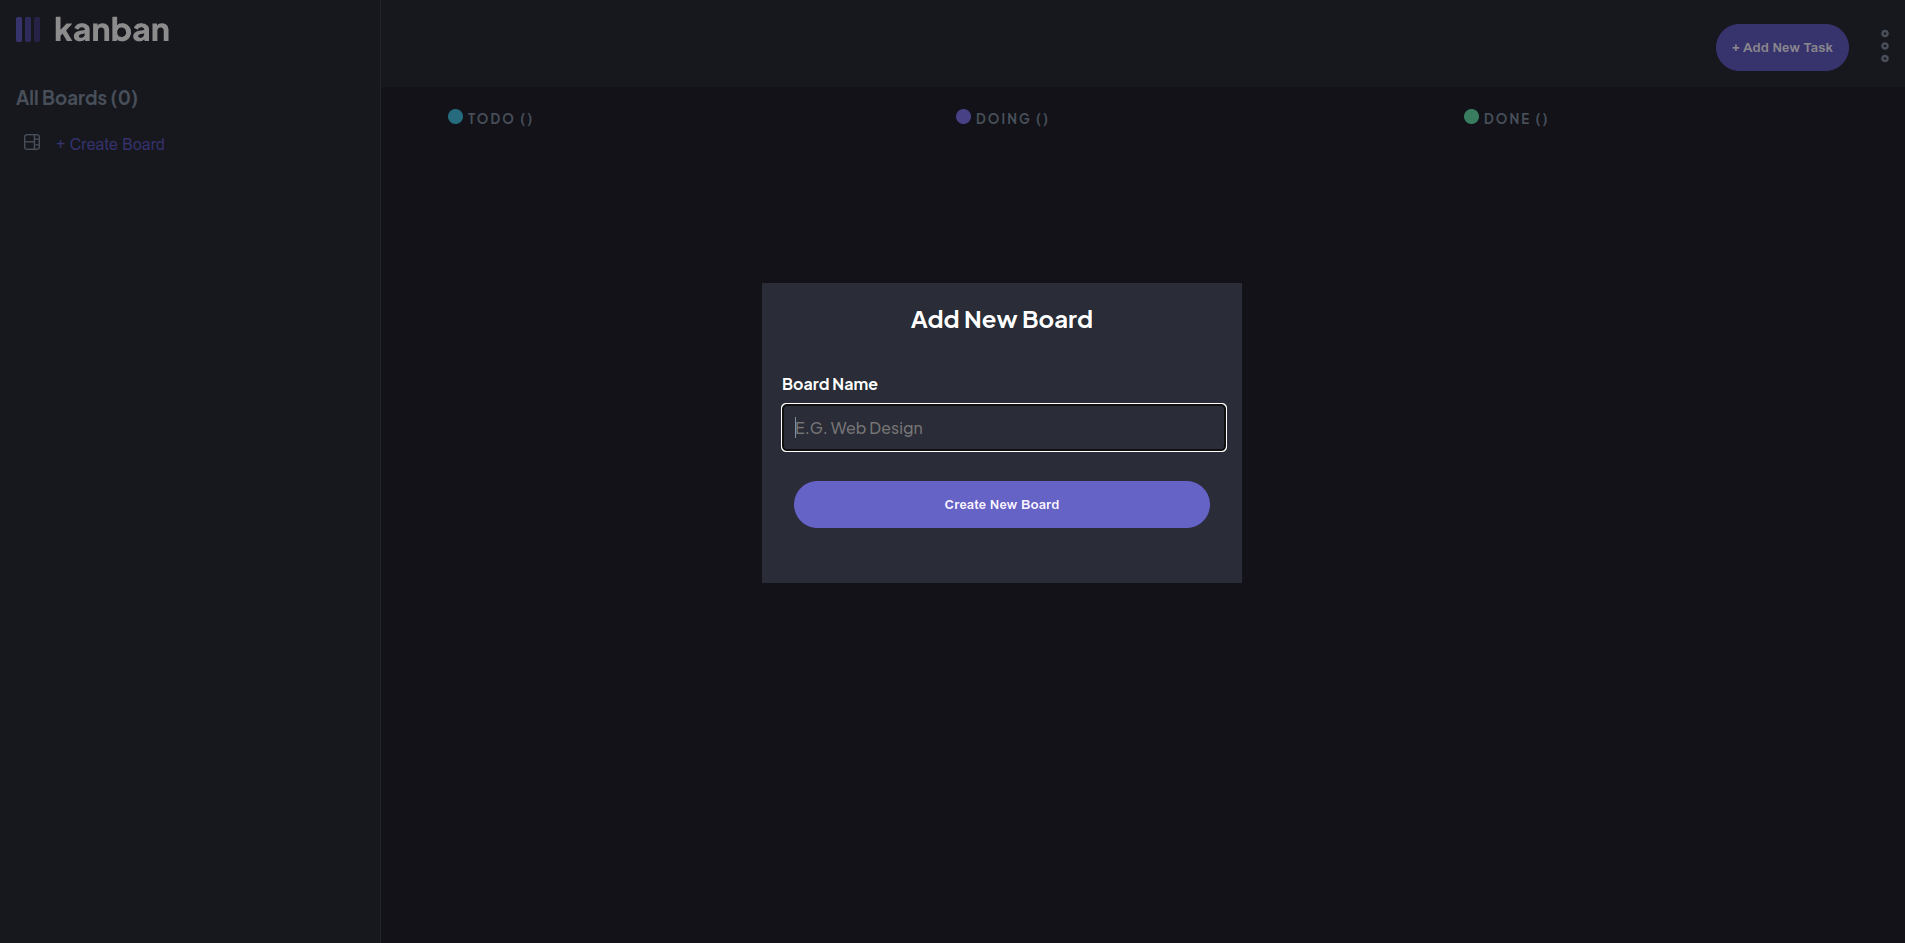 kanban
+ Add New Task
All Boards (0)
+ Create Board
TODO ()
DOING ()
DONE ()
Add New Board
Board Name
E.G. Web Design
Create New Board